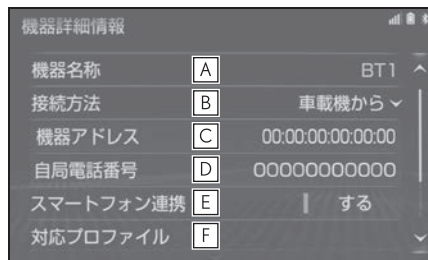 機器詳細情報
機器名称 A BT1
接続方法 B 車載機から
機器アドレス C 00:00:00:00:00:00
自局電話番号 D 00000000000
スマートフォン連携 E する
対応プロファイル F